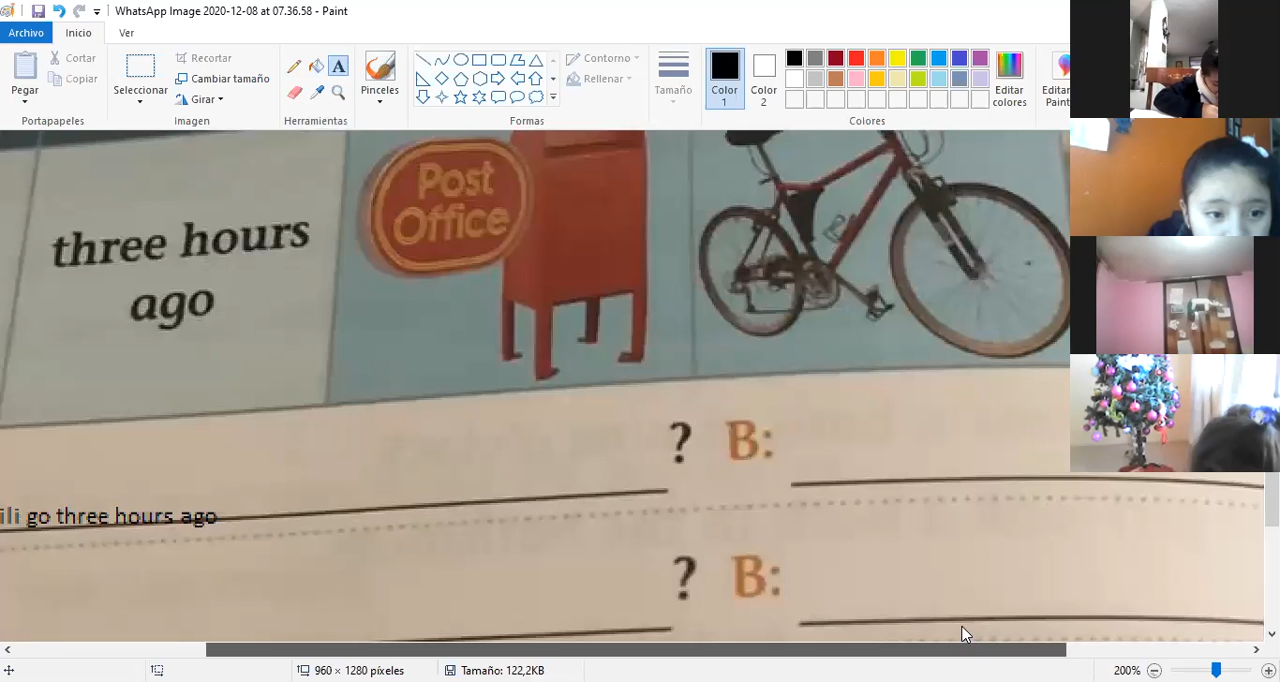 WhatsApp Image 2020-12-08 at 07.36.58 - Paint
Archivo
Inicio
Ver
Pegar
Cortar
Copiar
Portapapeles
Seleccionar
Recortar
Cambiar tamaño
Girar
Imagen
A
Herramientas
Pinceles
Contorno
Rellenar
Formas
Tamaño
Color 1
Color 2
Editar colores
Editar
Paint
Colores
three hours
ago
Post
Office
? B:
go three hours ago
? B:
960 × 1280 píxeles
Tamaño: 122,2KB
200%